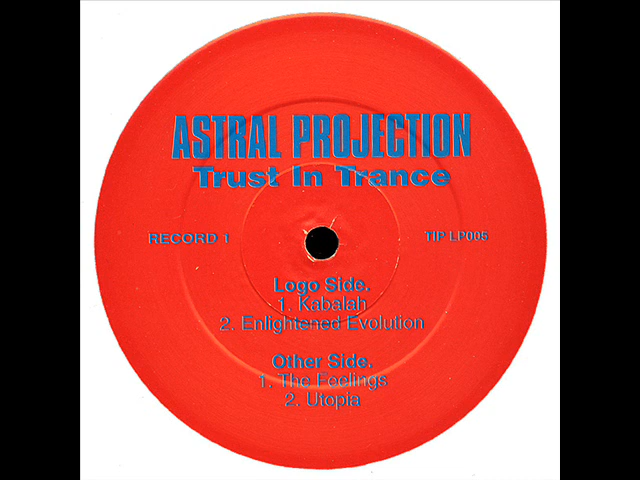 ASTRAL PROJECTION
Trust In Trance
RECORD 1
TIP LP005
Logo Side.
1. Kabalah
2. Enlightened Evolution
Other Side.
1. The Feelings
2. Utopia